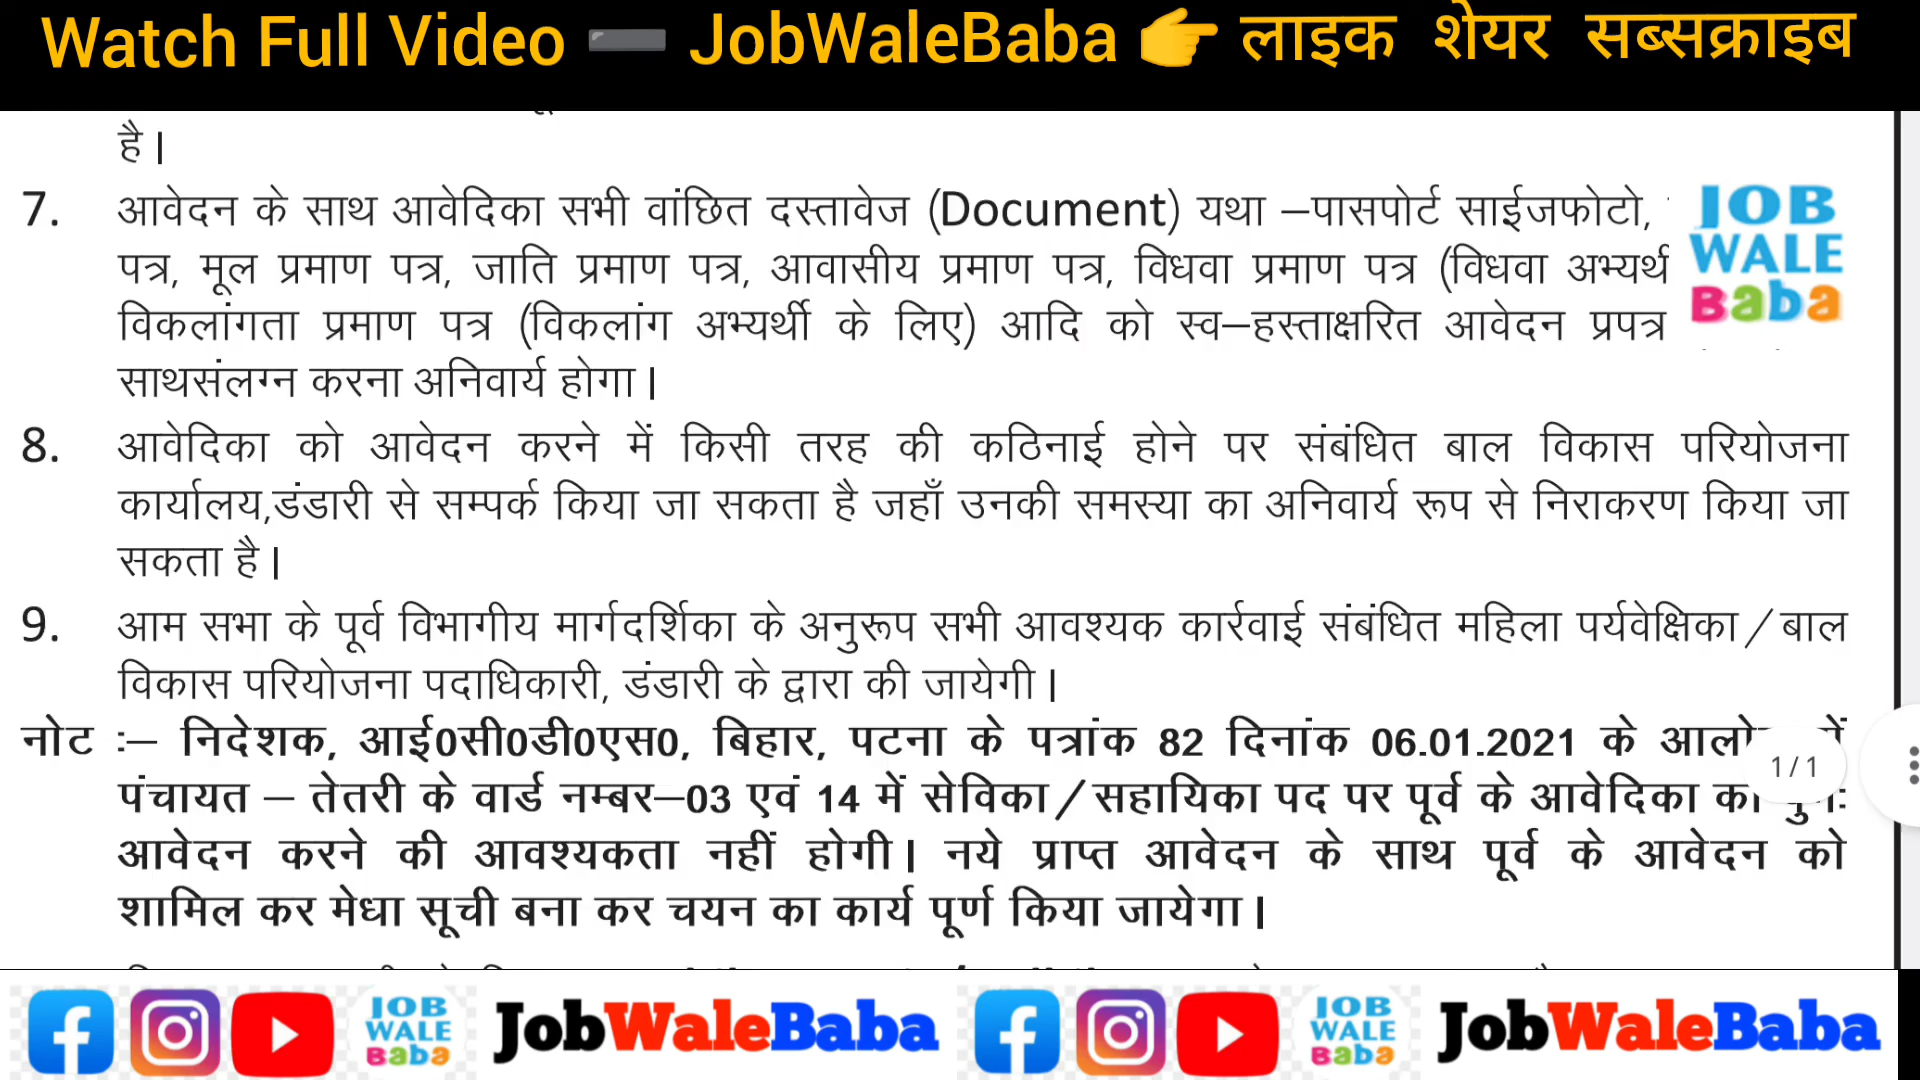 Watch Full Video ➖ JobWaleBaba 👉 लाइक शेयर सब्सक्राइब
है।
7. आवेदन के साथ आवेदिका सभी वांछित दस्तावेज (Document) यथा –पासपोर्ट साईजफोटो,
पत्र, मूल प्रमाण पत्र, जाति प्रमाण पत्र, आवासीय प्रमाण पत्र, विधवा प्रमाण पत्र (विधवा अभ्यर्थी
विकलांगता प्रमाण पत्र (विकलांग अभ्यर्थी के लिए) आदि को स्व–हस्ताक्षरित आवेदन प्रपत्र
साथसंलग्न करना अनिवार्य होगा।
JOB
WALE
Baba
8. आवेदिका को आवेदन करने में किसी तरह की कठिनाई होने पर संबंधित बाल विकास परियोजना
कार्यालय,डंडारी से सम्पर्क किया जा सकता है जहाँ उनकी समस्या का अनिवार्य रूप से निराकरण किया जा
सकता है।
9. आम सभा के पूर्व विभागीय मार्गदर्शिका के अनुरूप सभी आवश्यक कार्रवाई संबंधित महिला पर्यवेक्षिका/बाल
विकास परियोजना पदाधिकारी, डंडारी के द्वारा की जायेगी।
नोट :– निदेशक, आई0सी0डी0एस0, बिहार, पटना के पत्रांक 82 दिनांक 06.01.2021 के में
1/1
पंचायत – तेतरी के वार्ड नम्बर–03 एवं 14 में सेविका/सहायिका पद पर पूर्व के आवेदिका
आवेदन करने की आवश्यकता नहीं होगी। नये प्राप्त आवेदन के साथ पूर्व के आवेदन को
शामिल कर मेधा सूची बना कर चयन का कार्य पूर्ण किया जायेगा।
JOB
WALE
Baba
JobWaleBaba
JOB
WALE
Baba
JobWaleBaba